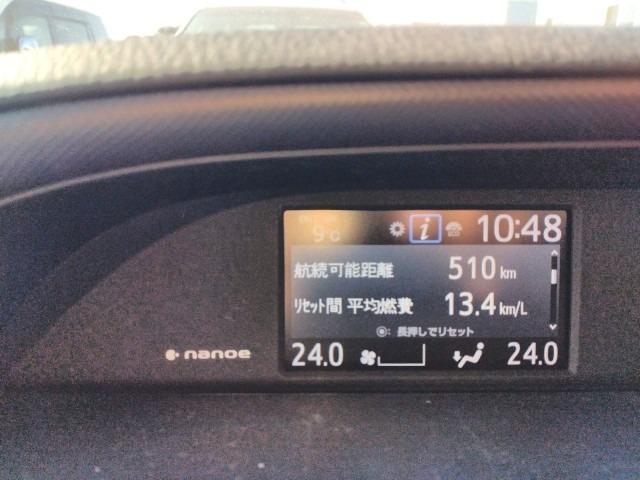 9°C 10:48
航続可能距離 510 km
ﾘｾｯﾄ間 平均燃費 13.4 km/L
長押しでリセット
nanoe
24.0 24.0